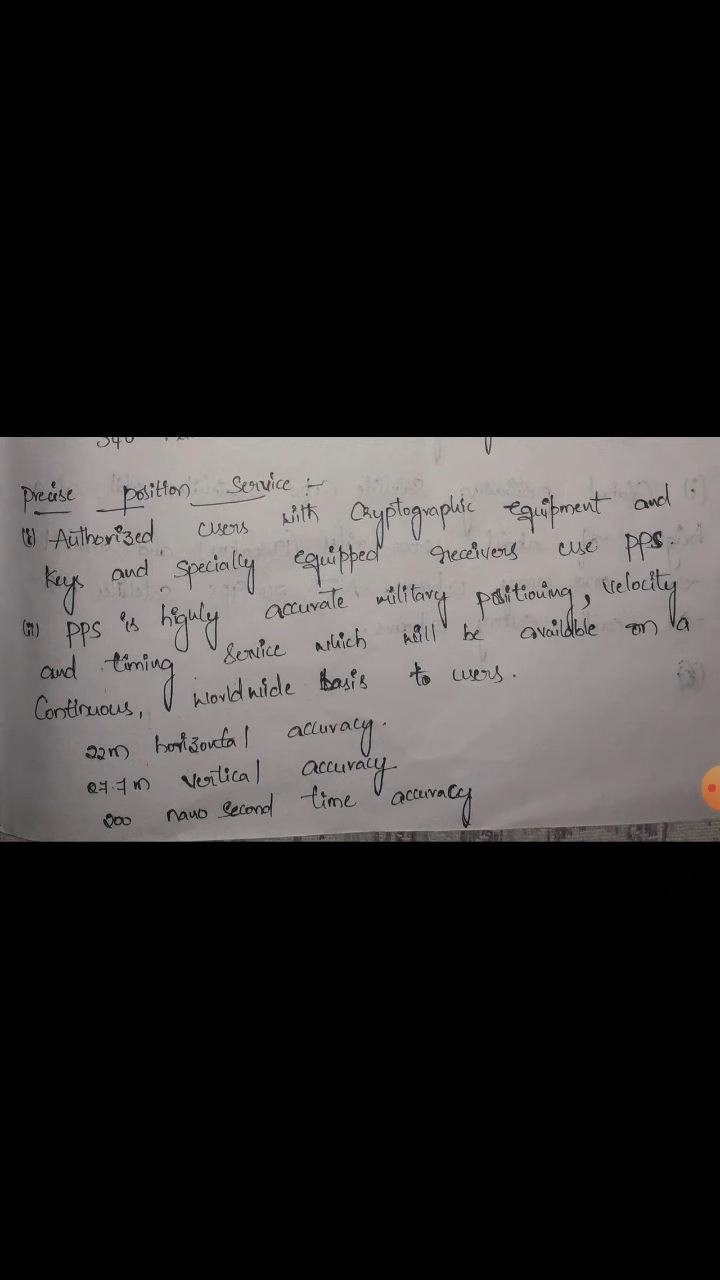 Precise position Service :-
(i) Authorized users with Cryptographic equipment and
keys and specially equipped receivers use PPS.
(ii) PPS is higuly accurate military positioning, velocity
and timing service which will be available on a
Continuous, worldwide basis to users.
22m horizontal accuracy.
27.7m vertical accuracy
200 nano second time accuracy